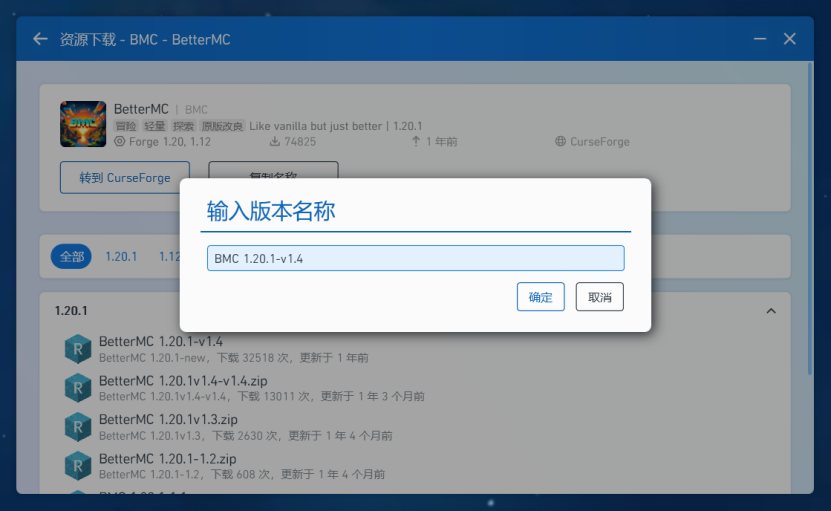 资源下载 - BMC - BetterMC
BetterMC | BMC
冒险 轻量 探索 原版改良 Like vanilla but just better | 1.20.1
Forge 1.20, 1.12 74825 1 年前 CurseForge
转到 CurseForge 复制名称
输入版本名称
BMC 1.20.1-v1.4
确定 取消
全部 1.20.1 1.12
1.20.1
BetterMC 1.20.1-v1.4
BetterMC 1.20.1-new，下载 32518 次，更新于 1 年前
BetterMC 1.20.1v1.4-v1.4.zip
BetterMC 1.20.1v1.4-v1.4，下载 13011 次，更新于 1 年 3 个月前
BetterMC 1.20.1v1.3.zip
BetterMC 1.20.1v1.3，下载 2630 次，更新于 1 年 4 个月前
BetterMC 1.20.1-1.2.zip
BetterMC 1.20.1-1.2，下载 608 次，更新于 1 年 4 个月前